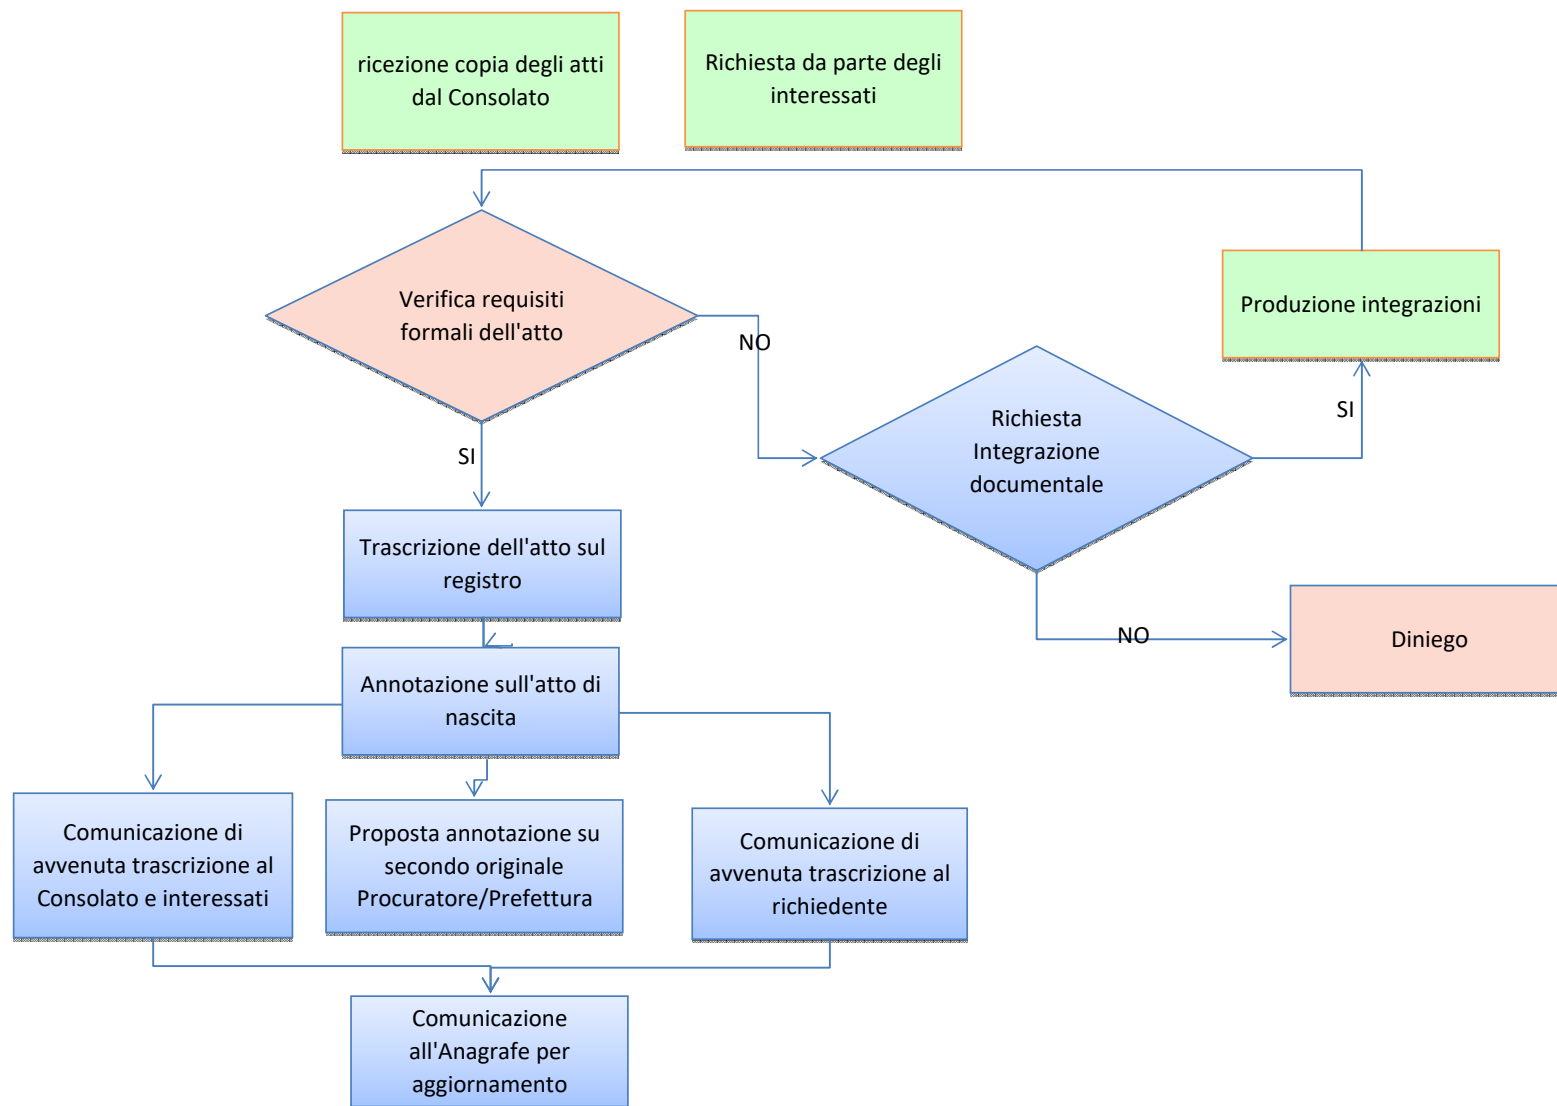 ricezione copia degli atti
dal Consolato
Richiesta da parte degli
interessati
Verifica requisiti
formali dell'atto
NO
Produzione integrazioni
SI
Richiesta
Integrazione
documentale
SI
Trascrizione dell'atto sul
registro
NO
Diniego
Annotazione sull'atto di
nascita
Comunicazione di
avvenuta trascrizione al
Consolato e interessati
Proposta annotazione su
secondo originale
Procuratore/Prefettura
Comunicazione di
avvenuta trascrizione al
richiedente
Comunicazione
all'Anagrafe per
aggiornamento